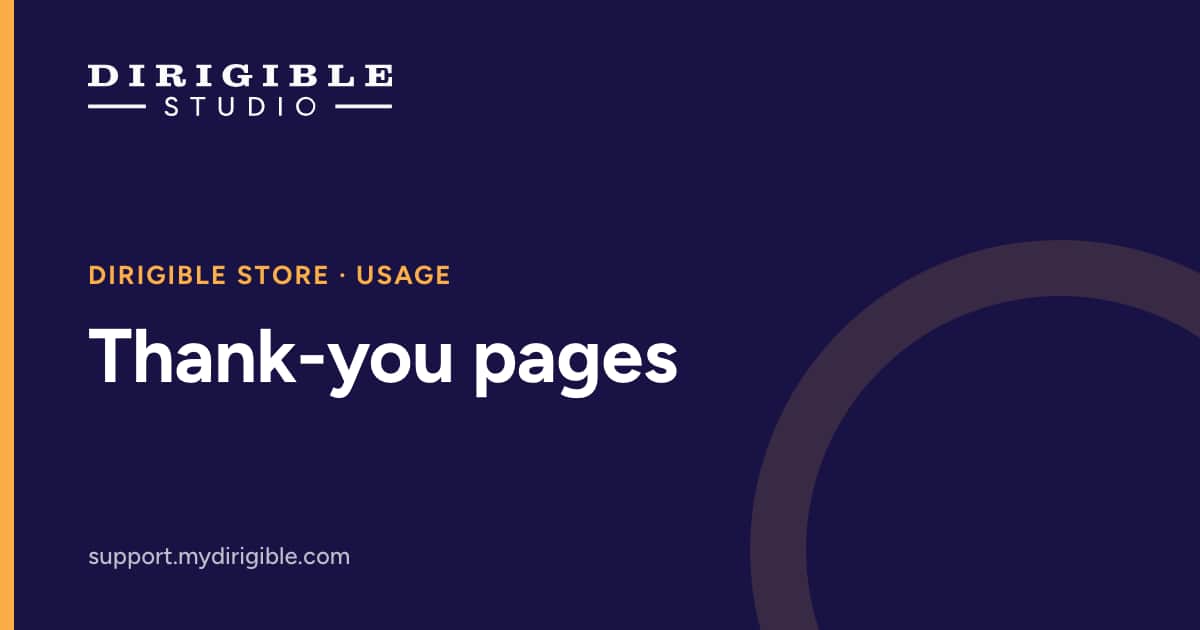 DIRIGIBLE
STUDIO
DIRIGIBLE STORE · USAGE
Thank-you pages
support.mydirigible.com